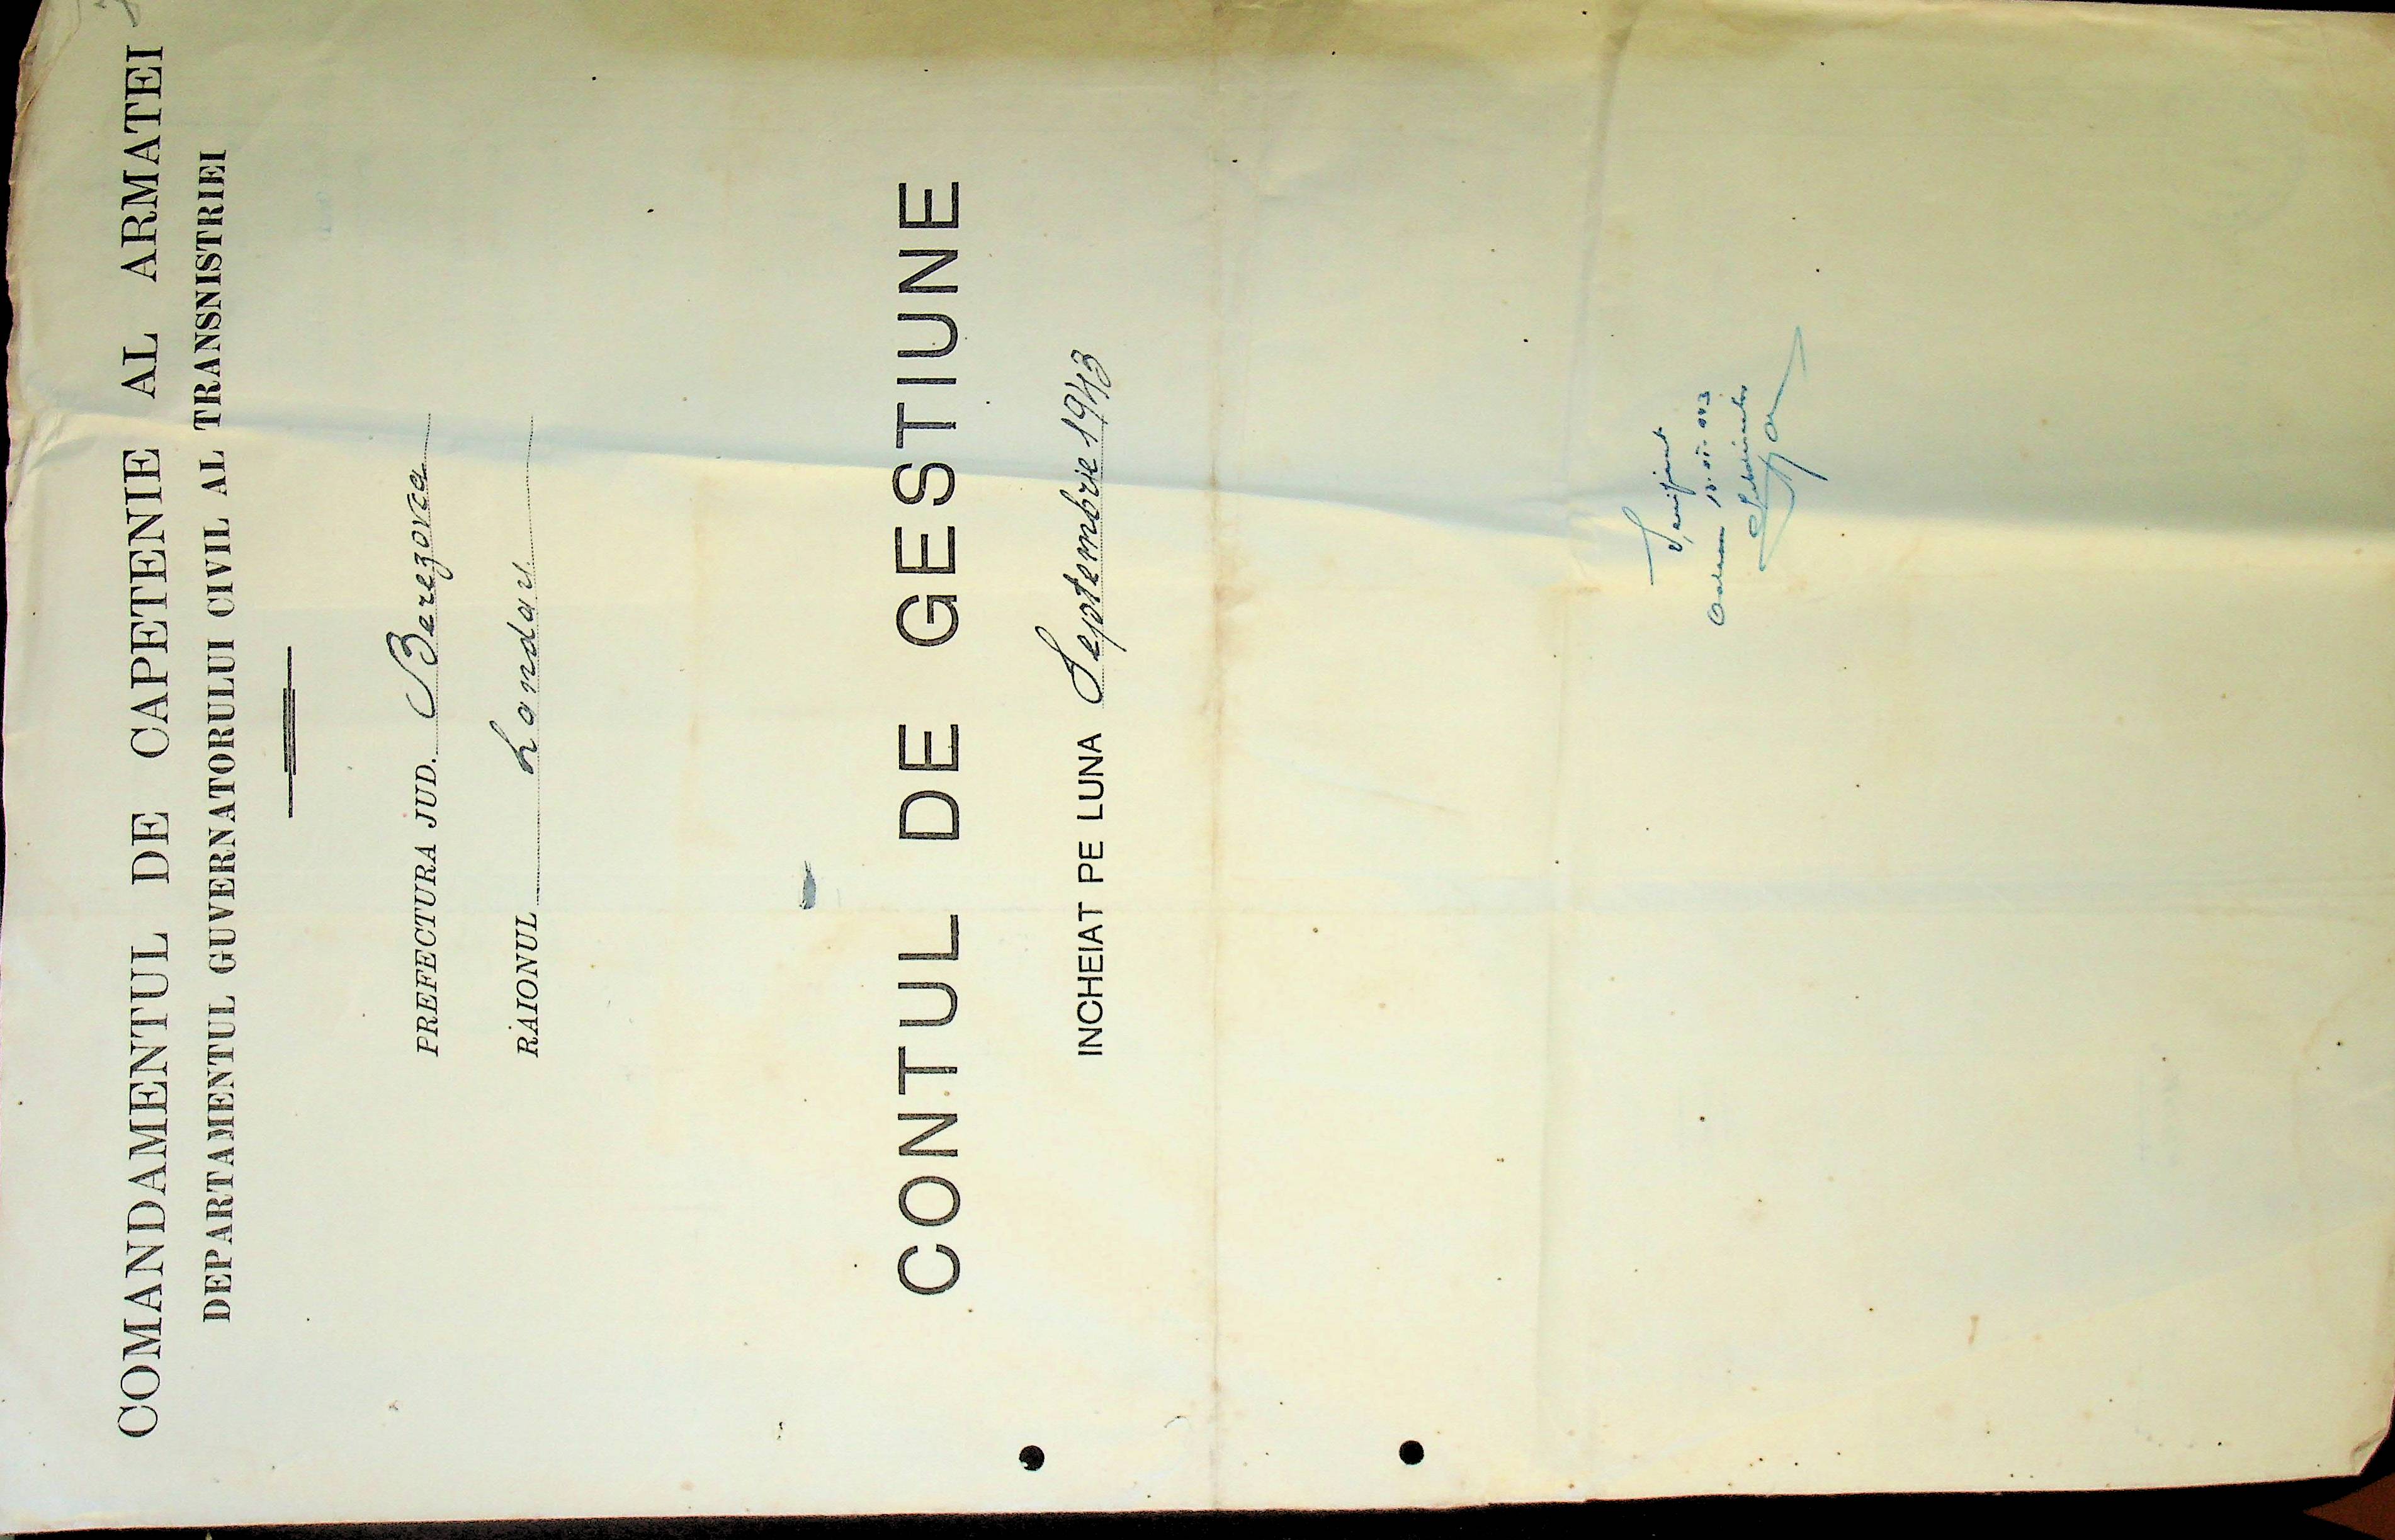 COMANDAMENTUL DE CAPETENIE AL ARMATEI
DEPARTAMENTUL GUVERNATORULUI CIVIL AL TRANSNISTRIEI
PREFECTURA JUD. Berezovca
RAIONUL Landau
CONTUL DE GESTIUNE
INCHEIAT PE LUNA Septembrie 1943